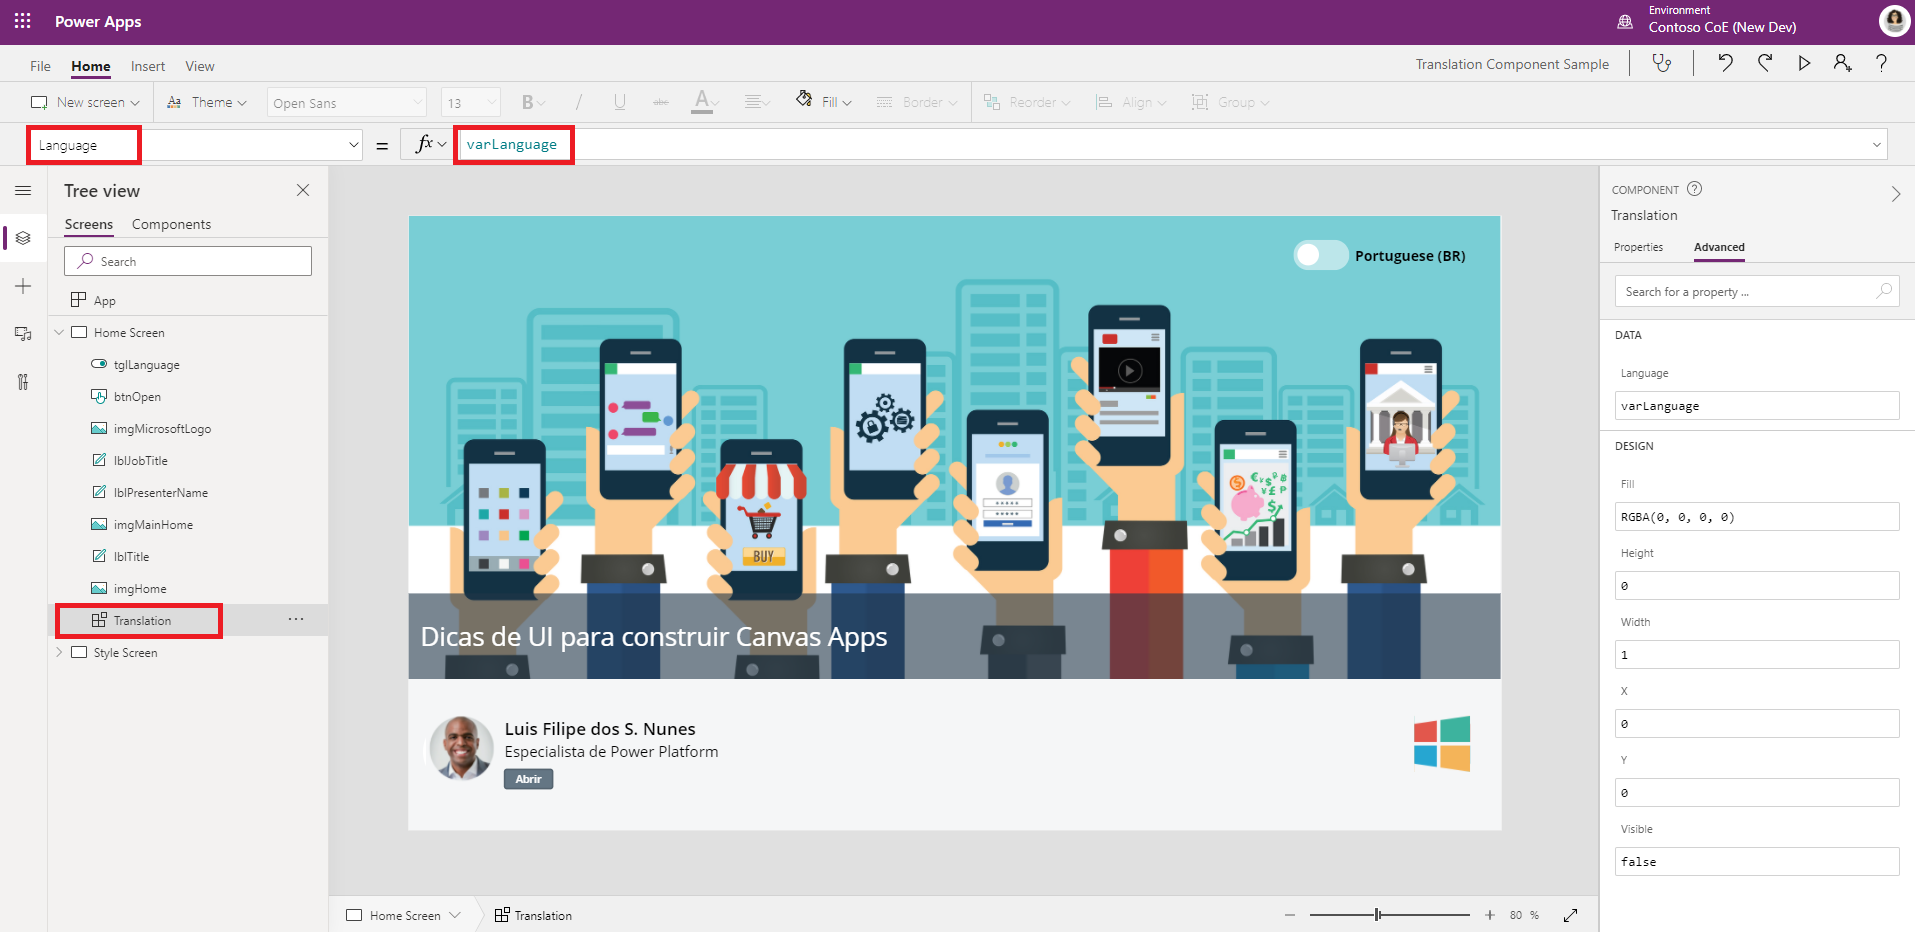 Power Apps
Environment
Contoso CoE (New Dev)
File Home Insert View
Translation Component Sample
New screen Theme Open Sans 13 B / U abc A Fill Border Reorder Align Group
Language = fx varLanguage
Tree view
Screens Components
Search
App
Home Screen
tglLanguage
btnOpen
imgMicrosoftLogo
lblJobTitle
lblPresenterName
imgMainHome
lblTitle
imgHome
Translation ...
Style Screen
Portuguese (BR)
BUY
Dicas de UI para construir Canvas Apps
Luis Filipe dos S. Nunes
Especialista de Power Platform
Abrir
Home Screen Translation
80 %
COMPONENT ?
Translation
Properties Advanced
Search for a property ...
DATA
Language
varLanguage
DESIGN
Fill
RGBA(0, 0, 0, 0)
Height
0
Width
1
X
0
Y
0
Visible
false